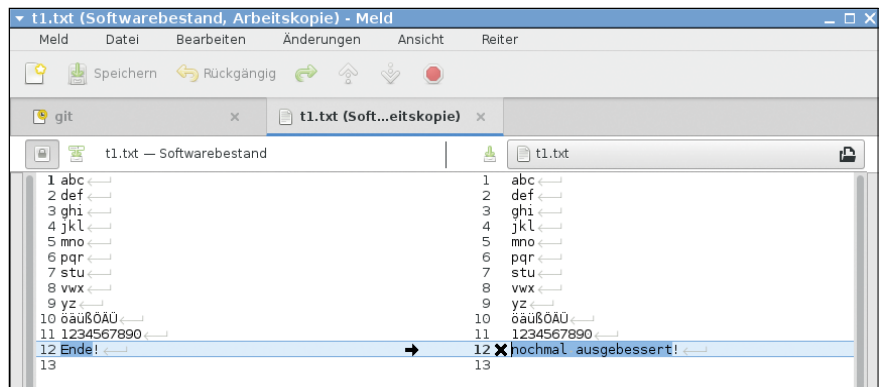 t1.txt (Softwarebestand, Arbeitskopie) - Meld
Meld Datei Bearbeiten Änderungen Ansicht Reiter
Speichern Rückgängig
git t1.txt (Soft...eitskopie)
t1.txt — Softwarebestand t1.txt
1 abc 1 abc
2 def 2 def
3 ghi 3 ghi
4 jkl 4 jkl
5 mno 5 mno
6 pqr 6 pqr
7 stu 7 stu
8 vwx 8 vwx
9 yz 9 yz
10 öäüßÖÄÜ 10 öäüßÖÄÜ
11 1234567890 11 1234567890
12 Ende! 12 nochmal ausgebessert!
13 13